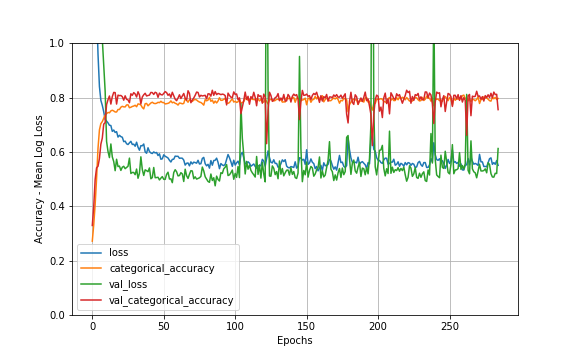 1.0
0.8
0.6
0.4
0.2
0.0
Accuracy - Mean Log Loss
loss
categorical_accuracy
val_loss
val_categorical_accuracy
0 50 100 150 200 250
Epochs